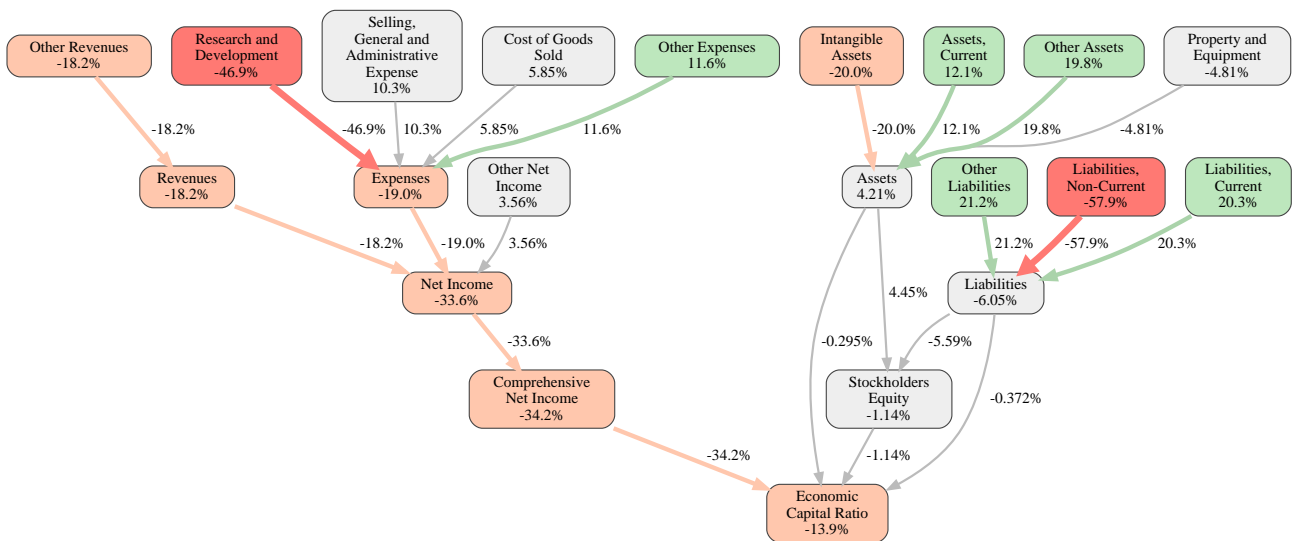 Other Revenues
-18.2%
Research and
Development
-46.9%
Selling,
General and
Administrative
Expense
10.3%
Cost of Goods
Sold
5.85%
Other Expenses
11.6%
Intangible
Assets
-20.0%
Assets,
Current
12.1%
Other Assets
19.8%
Property and
Equipment
-4.81%
-18.2%
-46.9%
10.3%
5.85%
11.6%
-20.0%
12.1%
19.8%
-4.81%
Revenues
-18.2%
Expenses
-19.0%
Other Net
Income
3.56%
Assets
4.21%
Other
Liabilities
21.2%
Liabilities,
Non-Current
-57.9%
Liabilities,
Current
20.3%
-18.2%
-19.0%
3.56%
21.2%
-57.9%
20.3%
Net Income
-33.6%
4.45%
Liabilities
-6.05%
-33.6%
-0.295%
-5.59%
Comprehensive
Net Income
-34.2%
Stockholders
Equity
-1.14%
-0.372%
-34.2%
-1.14%
Economic
Capital Ratio
-13.9%